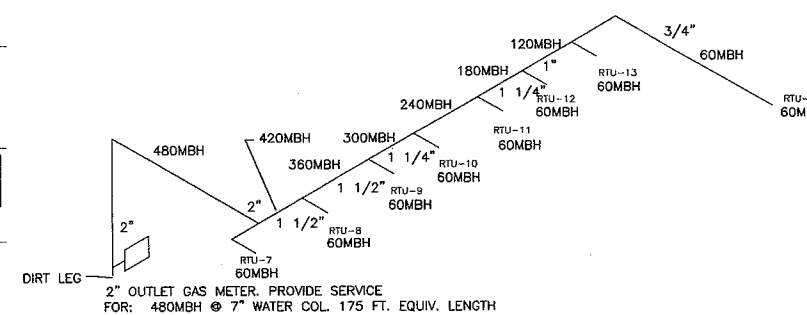 3/4"
120MBH
60MBH
1"
180MBH
RTU-13
60MBH
1 1/4"
RTU-12
60MBH
RTU-
60M
240MBH
RTU-11
60MBH
300MBH
1 1/4"
RTU-10
60MBH
420MBH
480MBH
360MBH
1 1/2"
RTU-9
60MBH
2"
1 1/2"
RTU-8
60MBH
2"
RTU-7
60MBH
DIRT LEG
2" OUTLET GAS METER. PROVIDE SERVICE
FOR: 480MBH @ 7" WATER COL. 175 FT. EQUIV. LENGTH